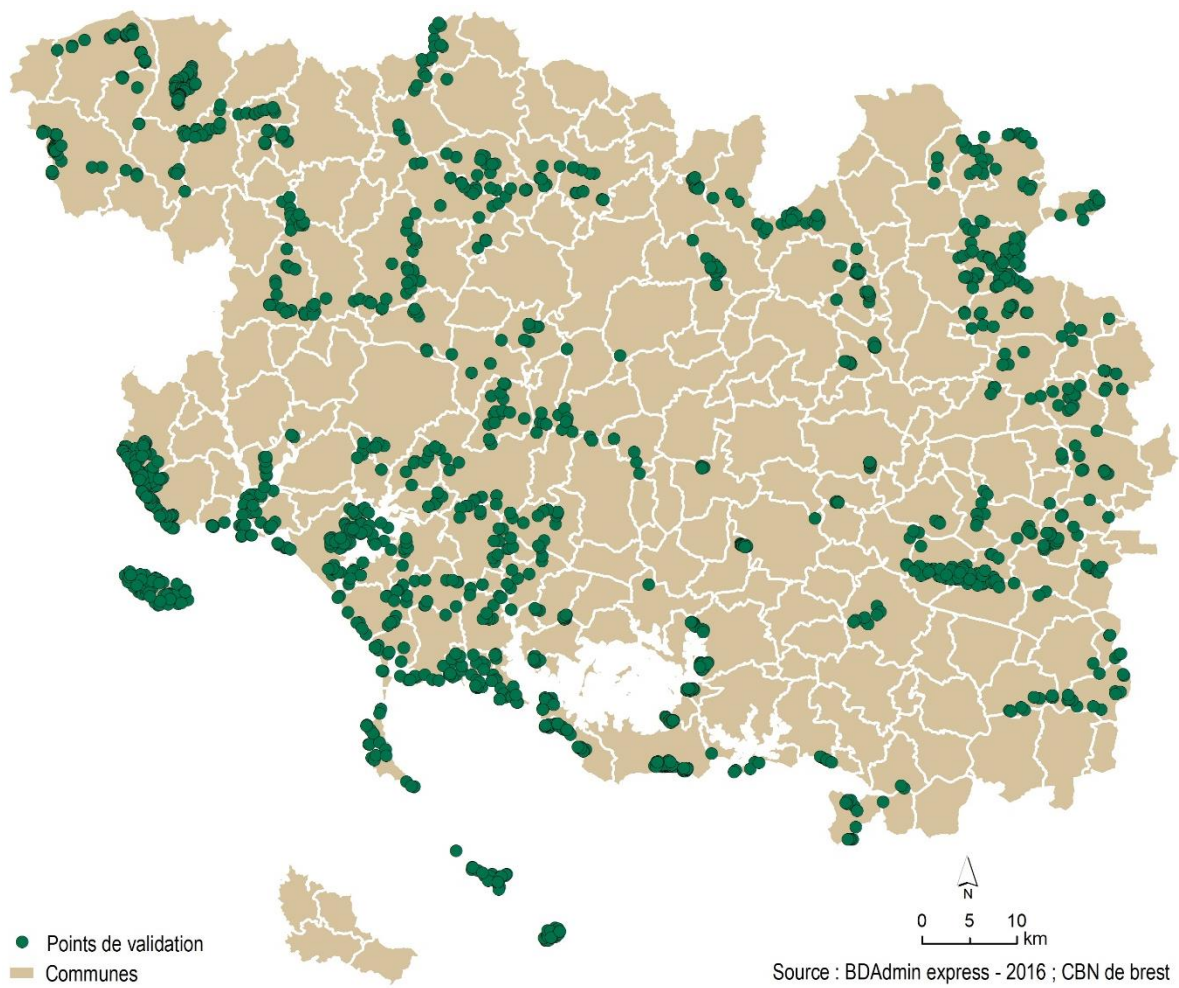 N
0 5 10
km
Points de validation
Communes
Source : BDAdmin express - 2016 ; CBN de brest